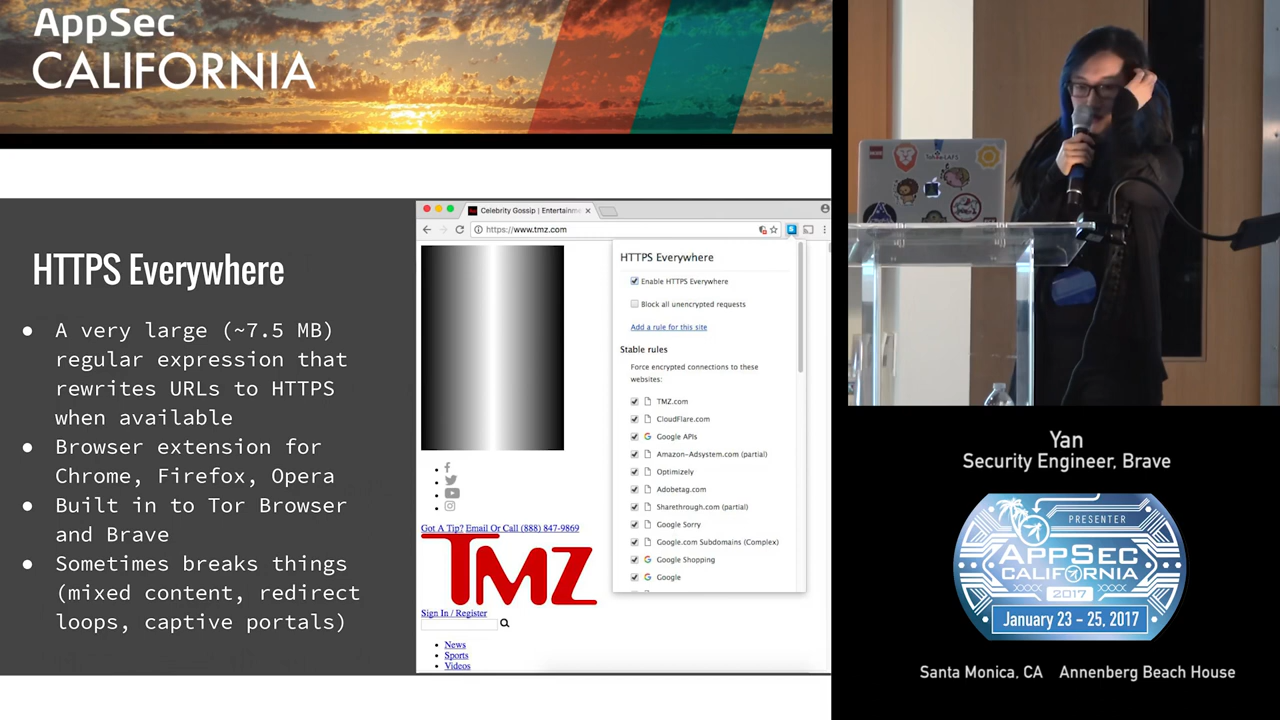 AppSec
CALIFORNIA
HTTPS Everywhere
● A very large (~7.5 MB)
regular expression that
rewrites URLs to HTTPS
when available
● Browser extension for
Chrome, Firefox, Opera
● Built in to Tor Browser
and Brave
● Sometimes breaks things
(mixed content, redirect
loops, captive portals)
Celebrity Gossip | Entertainme
https://www.tmz.com
Got A Tip? Email Or Call (888) 847-9869
TMZ
Sign In / Register
News
Sports
Videos
HTTPS Everywhere
Enable HTTPS Everywhere
Block all unencrypted requests
Add a rule for this site
Stable rules
Force encrypted connections to these
websites:
TMZ.com
CloudFlare.com
Google APIs
Amazon-Adsystem.com (partial)
Optimizely
Adobetag.com
Sharethrough.com (partial)
Google Sorry
Google.com Subdomains (Complex)
Google Shopping
Google
Yan
Security Engineer, Brave
PRESENTER
APPSEC
CALIFORNIA
2017
January 23 – 25, 2017
Santa Monica, CA Annenberg Beach House